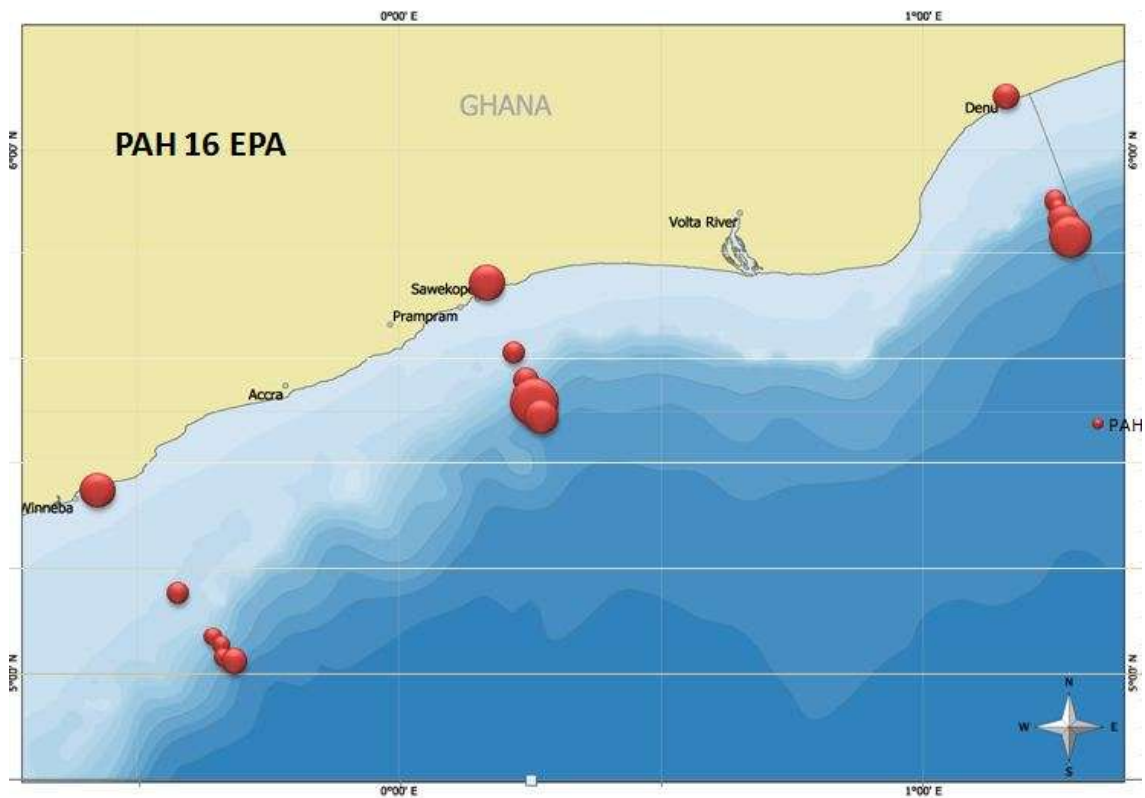 0°00' E
1°00' E
GHANA
PAH 16 EPA
Denu
6°00' N
6°00' N
Volta River
Sawekope
Prampram
Accra
PAH
Winneba
5°00' N
5°00' N
N
W
E
S
0°00' E
1°00' E